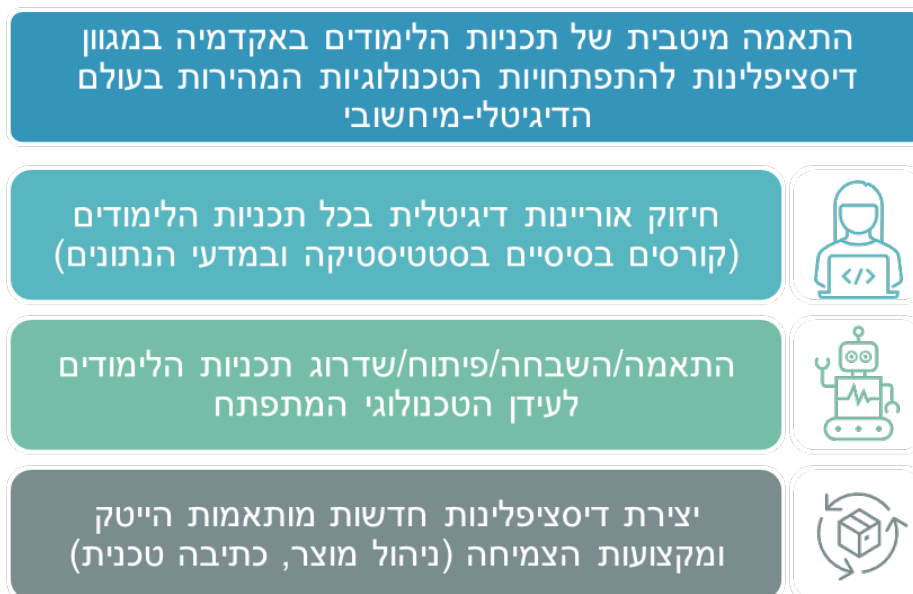 התאמה מיטבית של תכניות הלימודים באקדמיה במגוון
דיסציפלינות להתפתחויות הטכנולוגיות המהירות בעולם
הדיגיטלי-מיחשובי
חיזוק אוריינות דיגיטלית בכל תכניות הלימודים
(קורסים בסיסיים בסטטיסטיקה ובמדעי הנתונים)
</>
התאמה/השבחה/פיתוח/שדרוג תכניות הלימודים
לעידן הטכנולוגי המתפתח
יצירת דיסציפלינות חדשות מותאמות הייטק
ומקצועות הצמיחה (ניהול מוצר, כתיבה טכנית)